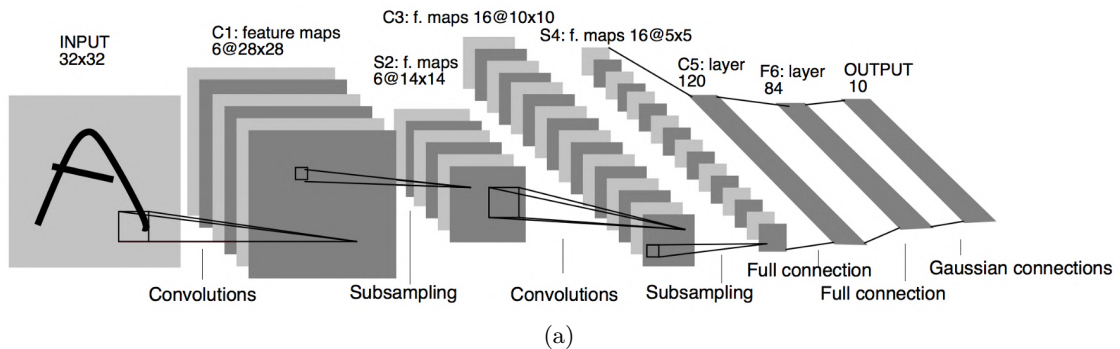 INPUT
32x32
C1: feature maps
6@28x28
S2: f. maps
6@14x14
C3: f. maps 16@10x10
S4: f. maps 16@5x5
C5: layer
120
F6: layer
84
OUTPUT
10
Convolutions
Subsampling
Convolutions
Subsampling
Full connection
Full connection
Gaussian connections
(a)